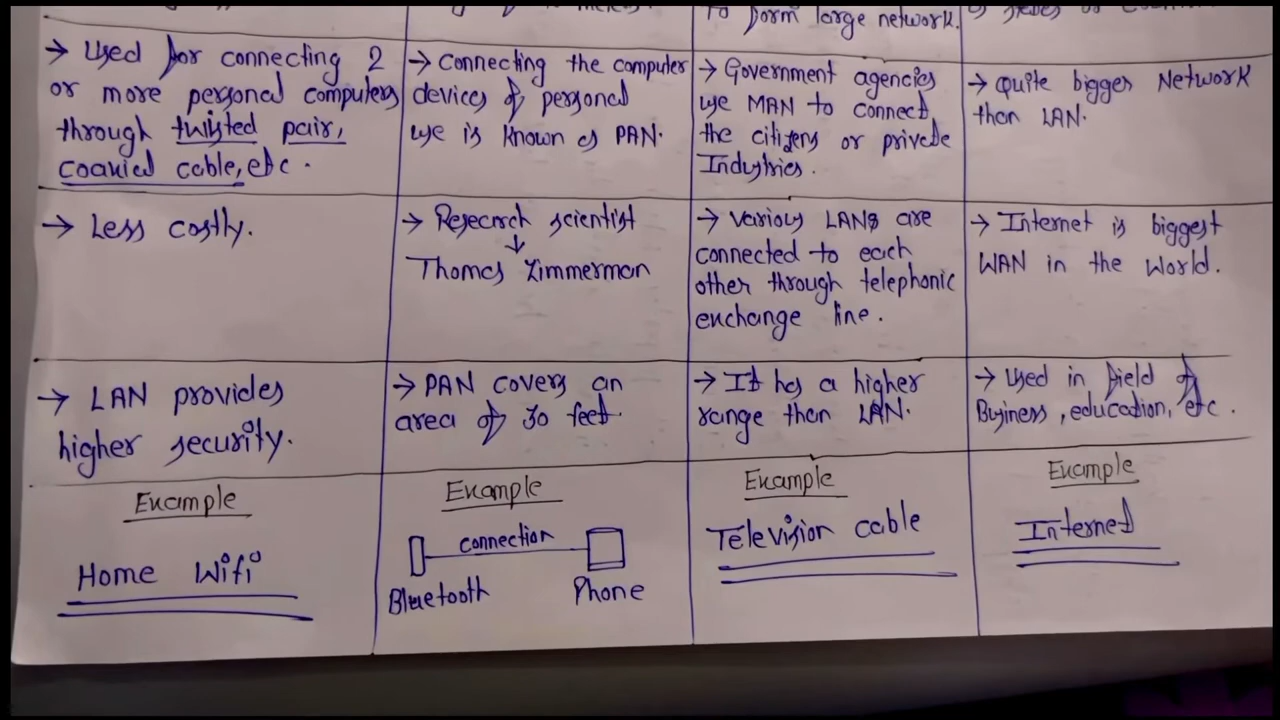 to form large network.
→ Used for connecting 2
or more personal computers
through twisted pair,
coaxial cable, etc.
→ Connecting the computer
devices of personal
use is known as PAN.
→ Government agencies
use MAN to connect
the citizens or private
Industries.
→ Quite bigger Network
than LAN.
→ Less costly.
→ Research scientist
↓
Thomas Zimmerman
→ Various LANs are
connected to each
other through telephonic
exchange line.
→ Internet is biggest
WAN in the World.
→ LAN provides
higher security.
→ PAN covers an
area of 30 feet.
→ It has a higher
range than LAN.
→ Used in field of
Business, education, etc.
Example
Home Wifi
Example
connection
Bluetooth Phone
Example
Television cable
Example
Internet